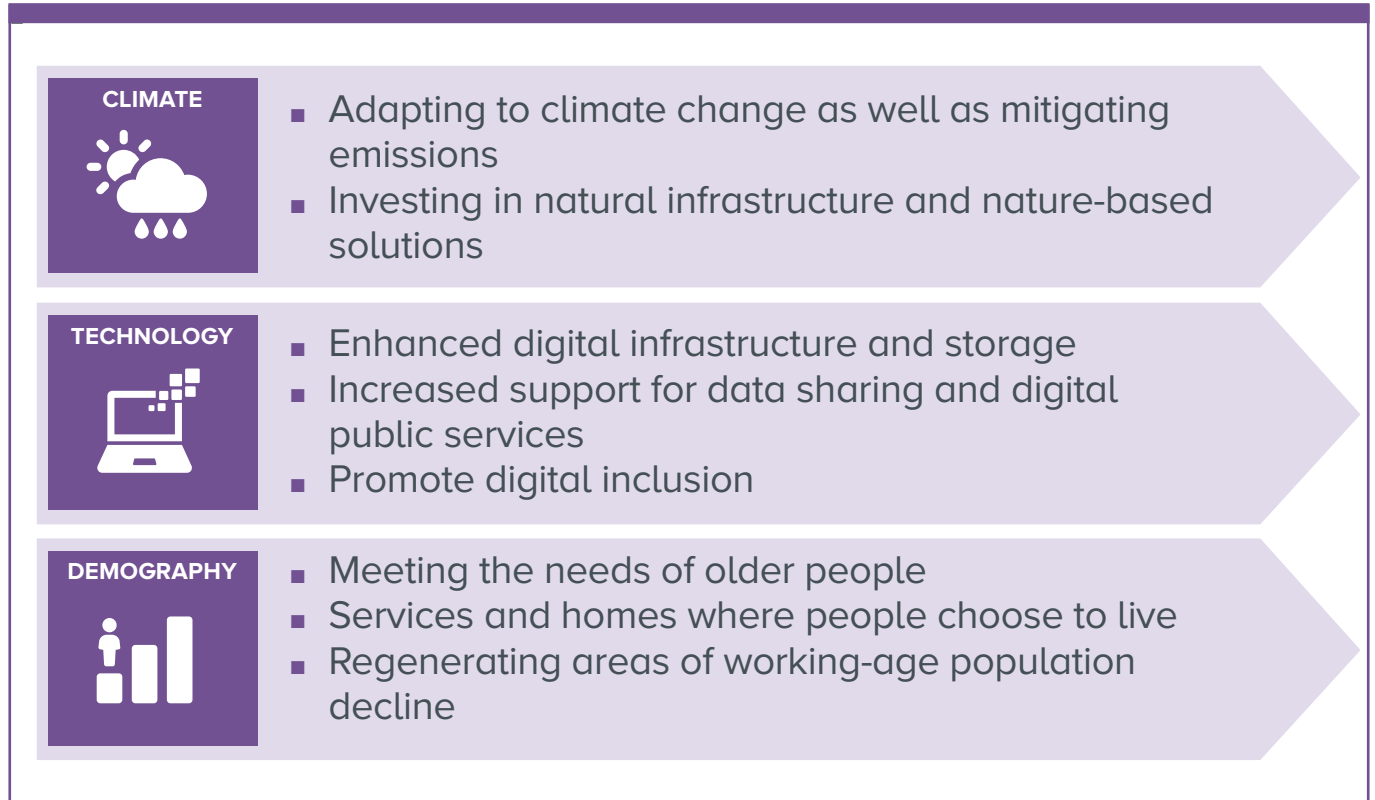 CLIMATE
■ Adapting to climate change as well as mitigating
emissions
■ Investing in natural infrastructure and nature-based
solutions
TECHNOLOGY
■ Enhanced digital infrastructure and storage
■ Increased support for data sharing and digital
public services
■ Promote digital inclusion
DEMOGRAPHY
■ Meeting the needs of older people
■ Services and homes where people choose to live
■ Regenerating areas of working-age population
decline